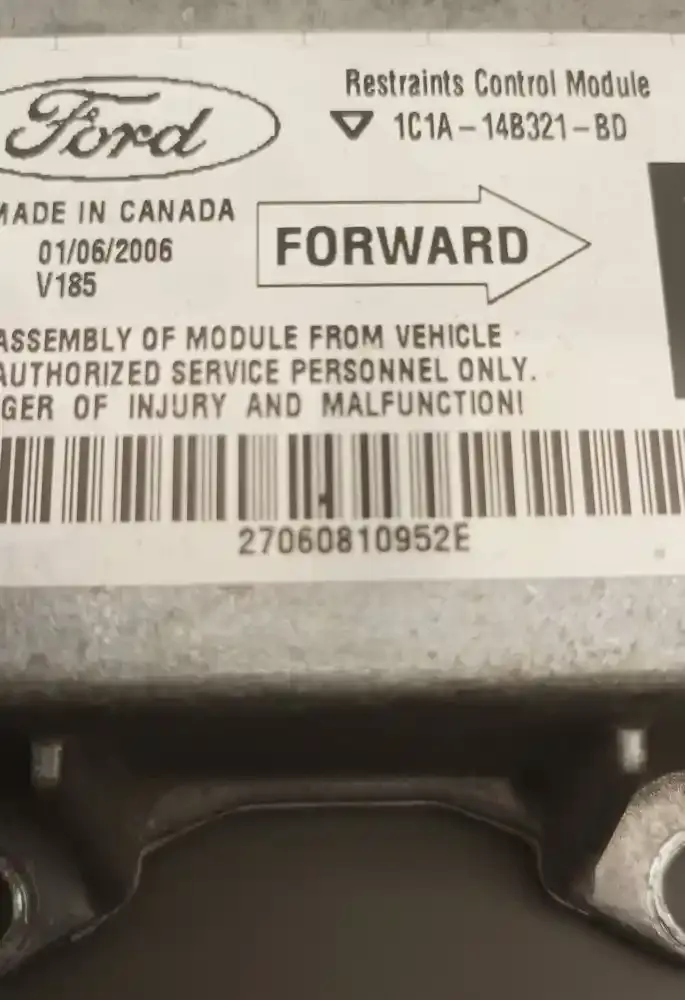 Ford
Restraints Control Module
1C1A-14B321-BD
MADE IN CANADA
01/06/2006
V185
FORWARD
ASSEMBLY OF MODULE FROM VEHICLE
AUTHORIZED SERVICE PERSONNEL ONLY.
GER OF INJURY AND MALFUNCTION!
27060810952E